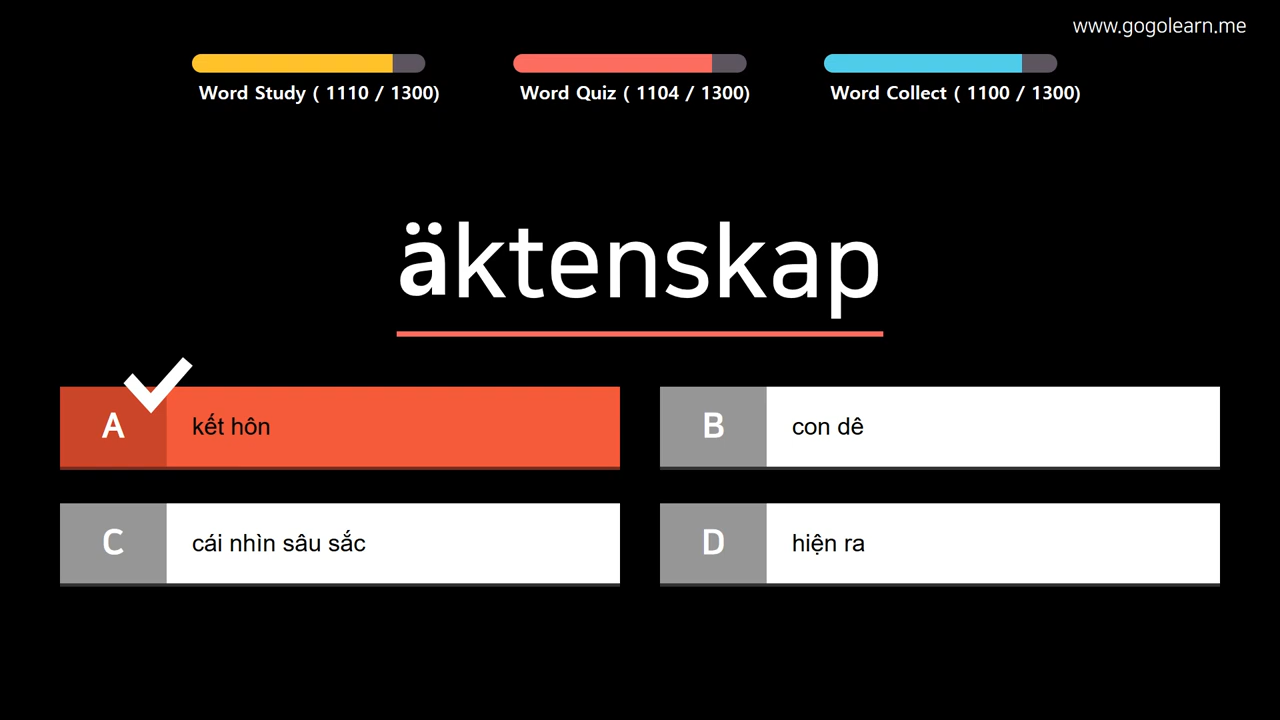 www.gogolearn.me
Word Study ( 1110 / 1300)
Word Quiz ( 1104 / 1300)
Word Collect ( 1100 / 1300)
äktenskap
A kết hôn
B con dê
C cái nhìn sâu sắc
D hiện ra